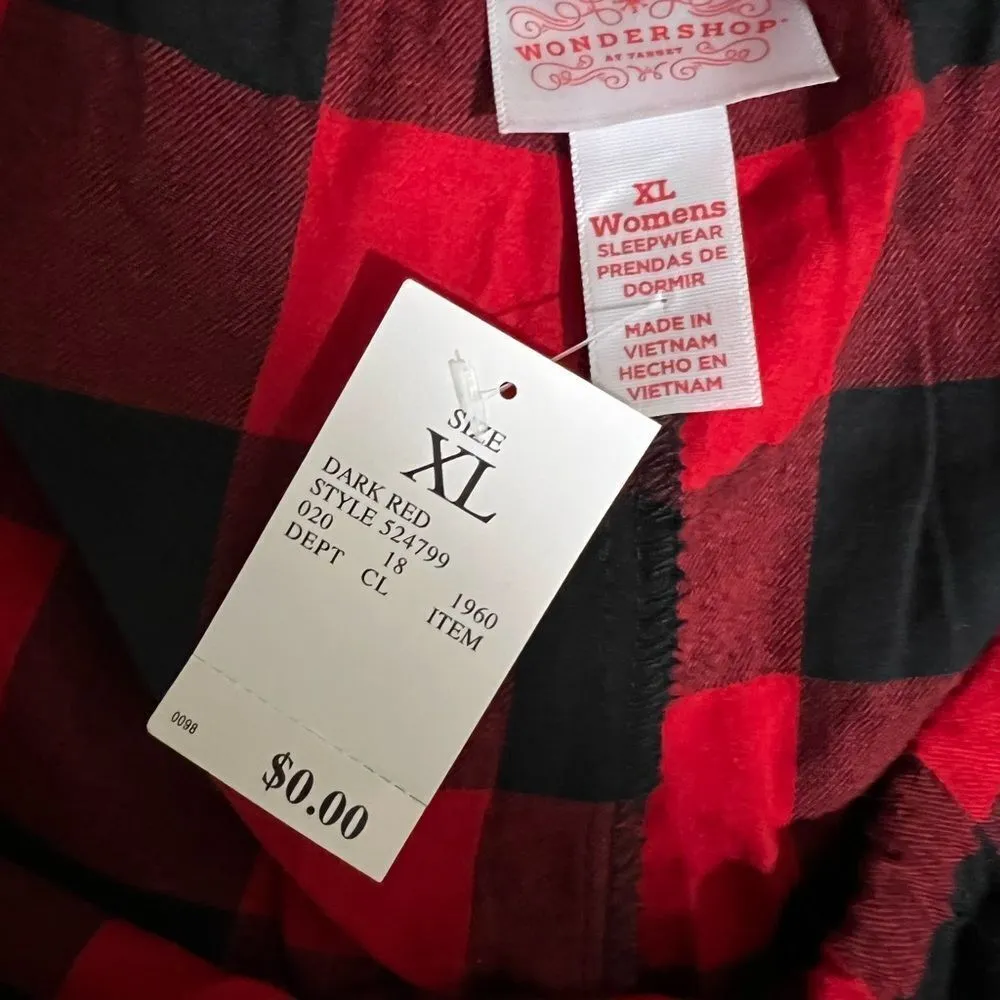 WONDERSHOP™
AT TARGET
XL
Womens
SLEEPWEAR
PRENDAS DE
DORMIR
MADE IN
VIETNAM
HECHO EN
VIETNAM
SIZE
XL
DARK RED
STYLE 524799
020 18 1960
DEPT CL ITEM
0098
$0.00